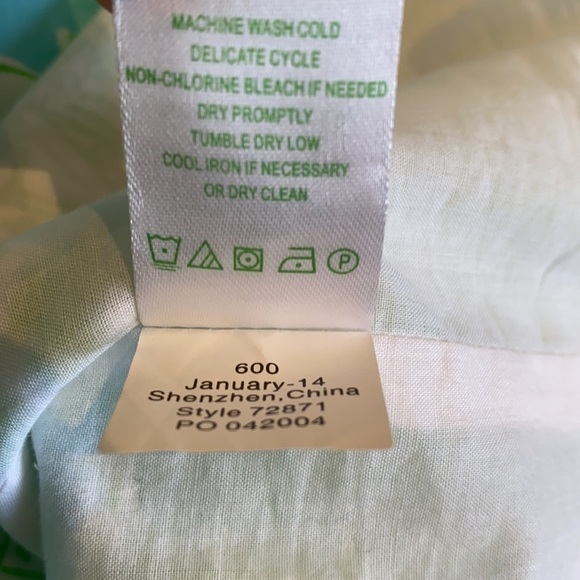 MACHINE WASH COLD
DELICATE CYCLE
NON-CHLORINE BLEACH IF NEEDED
DRY PROMPTLY
TUMBLE DRY LOW
COOL IRON IF NECESSARY
OR DRY CLEAN
P
600
January-14
Shenzhen,China
Style 72871
PO 042004